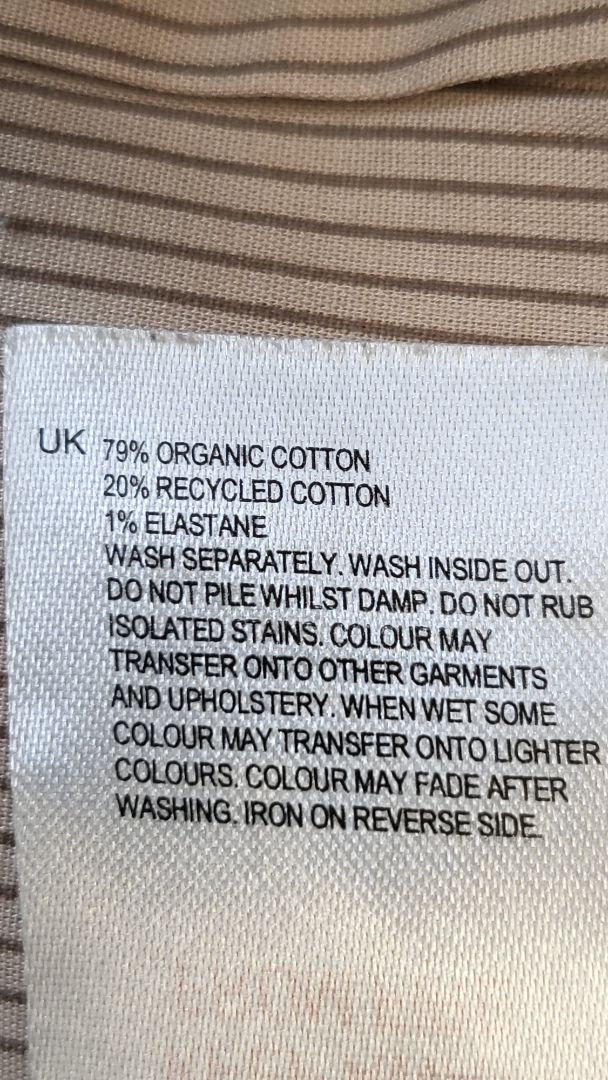 UK 79% ORGANIC COTTON
20% RECYCLED COTTON
1% ELASTANE
WASH SEPARATELY. WASH INSIDE OUT.
DO NOT PILE WHILST DAMP. DO NOT RUB
ISOLATED STAINS. COLOUR MAY
TRANSFER ONTO OTHER GARMENTS
AND UPHOLSTERY. WHEN WET SOME
COLOUR MAY TRANSFER ONTO LIGHTER
COLOURS. COLOUR MAY FADE AFTER
WASHING. IRON ON REVERSE SIDE.